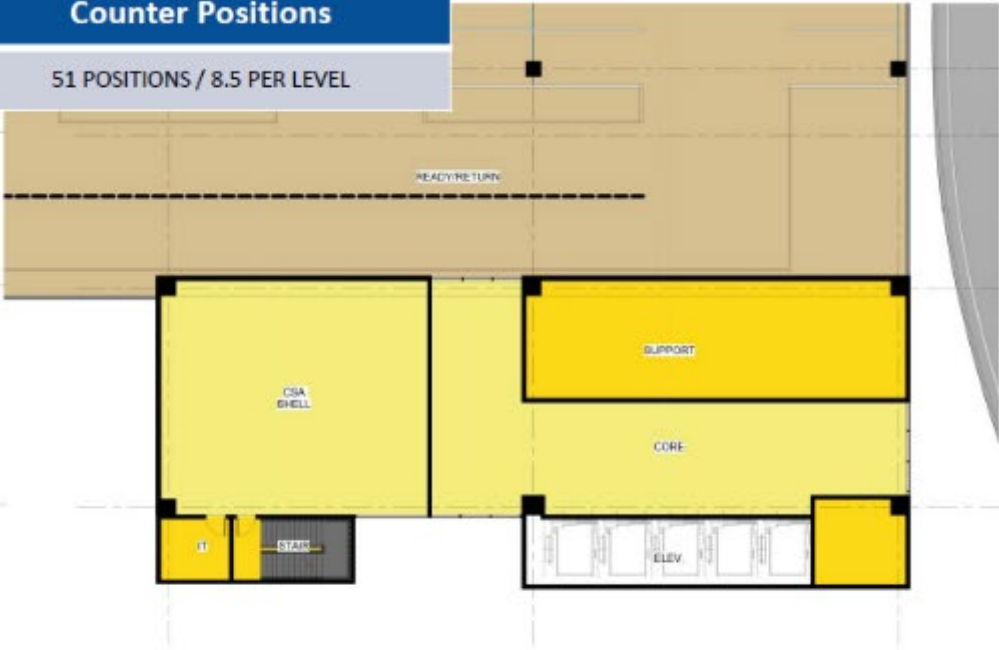 Counter Positions
51 POSITIONS / 8.5 PER LEVEL
READY/RETURN
SUPPORT
CSA
SHELL
CORE
IT
STAIR
ELEV